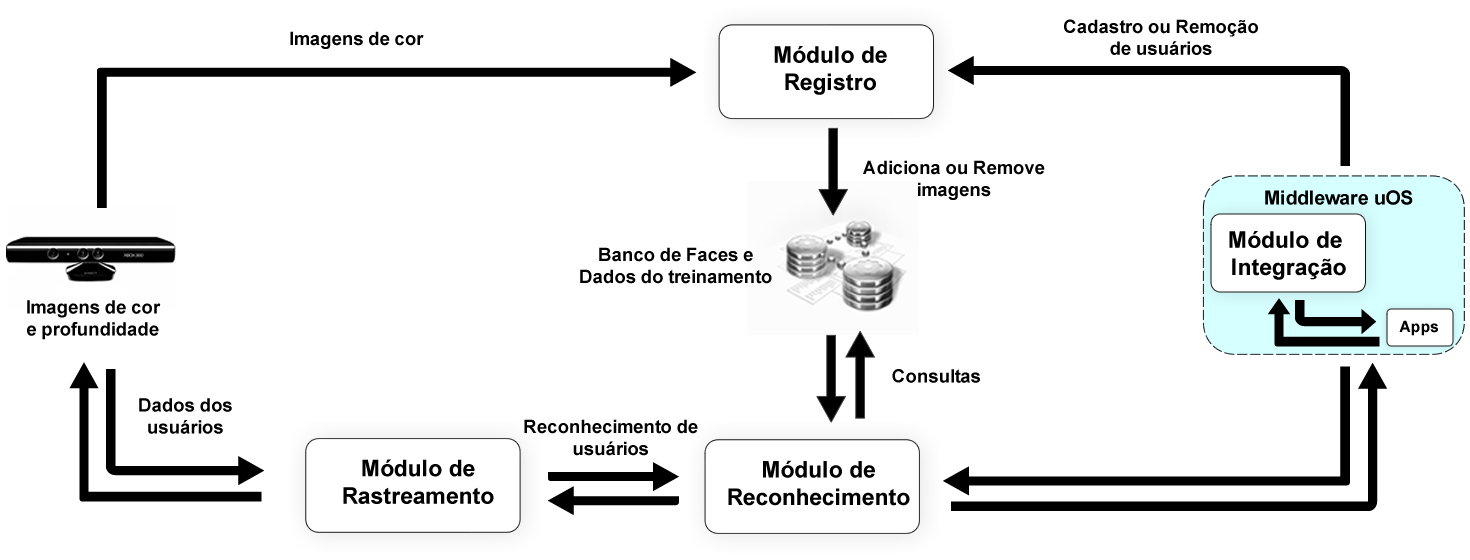 Imagens de cor
Módulo de
Registro
Cadastro ou Remoção
de usuários
Adiciona ou Remove
imagens
Middleware uOS
Módulo de
Integração
Apps
Banco de Faces e
Dados do treinamento
XBOX 360
Imagens de cor
e profundidade
Consultas
Dados dos
usuários
Reconhecimento de
usuários
Módulo de
Rastreamento
Módulo de
Reconhecimento